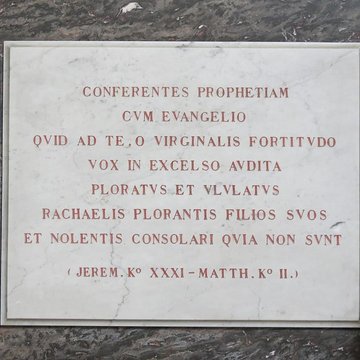 CONFERENTES PROPHETIAM
CVM EVANGELIO
QVID AD TE, O VIRGINALIS FORTITVDO
VOX IN EXCELSO AVDITA
PLORATVS ET VLVLATVS
RACHAELIS PLORANTIS FILIOS SVOS
ET NOLENTIS CONSOLARI QVIA NON SVNT
(JEREM. Kº XXXI – MATTH. Kº II.)